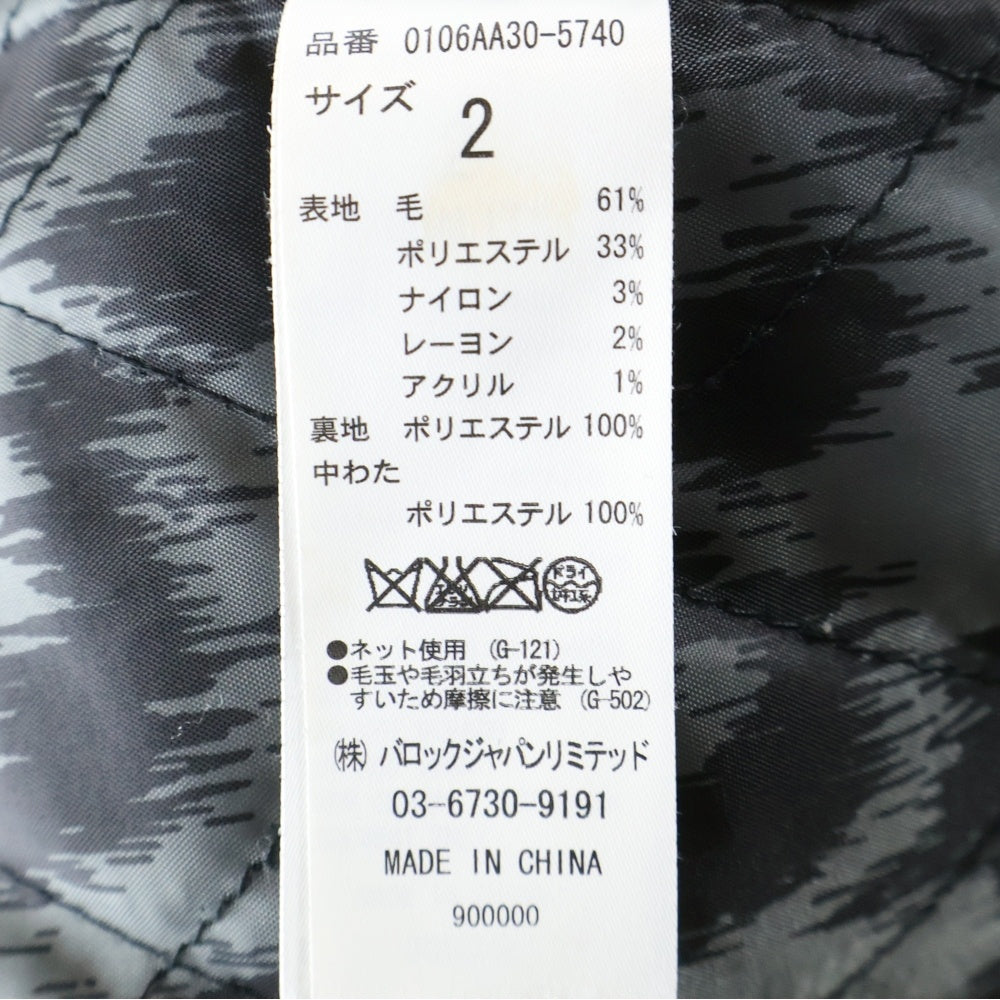 品番 0106AA30-5740
サイズ 2
表地 毛 61%
ポリエステル 33%
ナイロン 3%
レーヨン 2%
アクリル 1%
裏地 ポリエステル 100%
中わた
ポリエステル 100%
ドライ
●ネット使用 (G-121)
●毛玉や毛羽立ちが発生しや
すいため摩擦に注意 (G-502)
(株) バロックジャパンリミテッド
03-6730-9191
MADE IN CHINA
900000